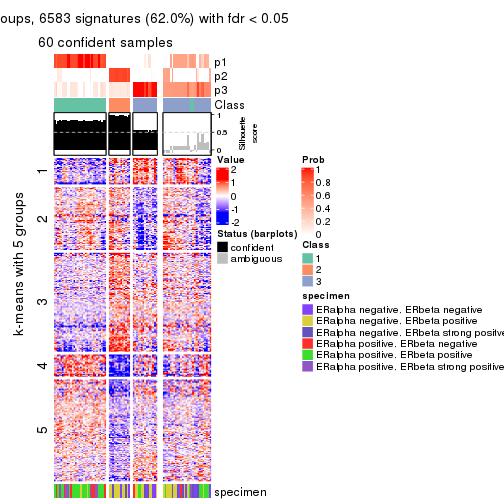 oups, 6583 signatures (62.0%) with fdr < 0.05
60 confident samples
p1
p2
p3
Class
1
0.5
0
Silhouette
score
k-means with 5 groups
1
2
3
4
5
specimen
Value
2
1
0
-1
-2
Status (barplots)
confident
ambiguous
Prob
1
0.8
0.6
0.4
0.2
0
Class
1
2
3
specimen
ERalpha negative. ERbeta negative
ERalpha negative. ERbeta positive
ERalpha negative. ERbeta strong positive
ERalpha positive. ERbeta negative
ERalpha positive. ERbeta positive
ERalpha positive. ERbeta strong positive